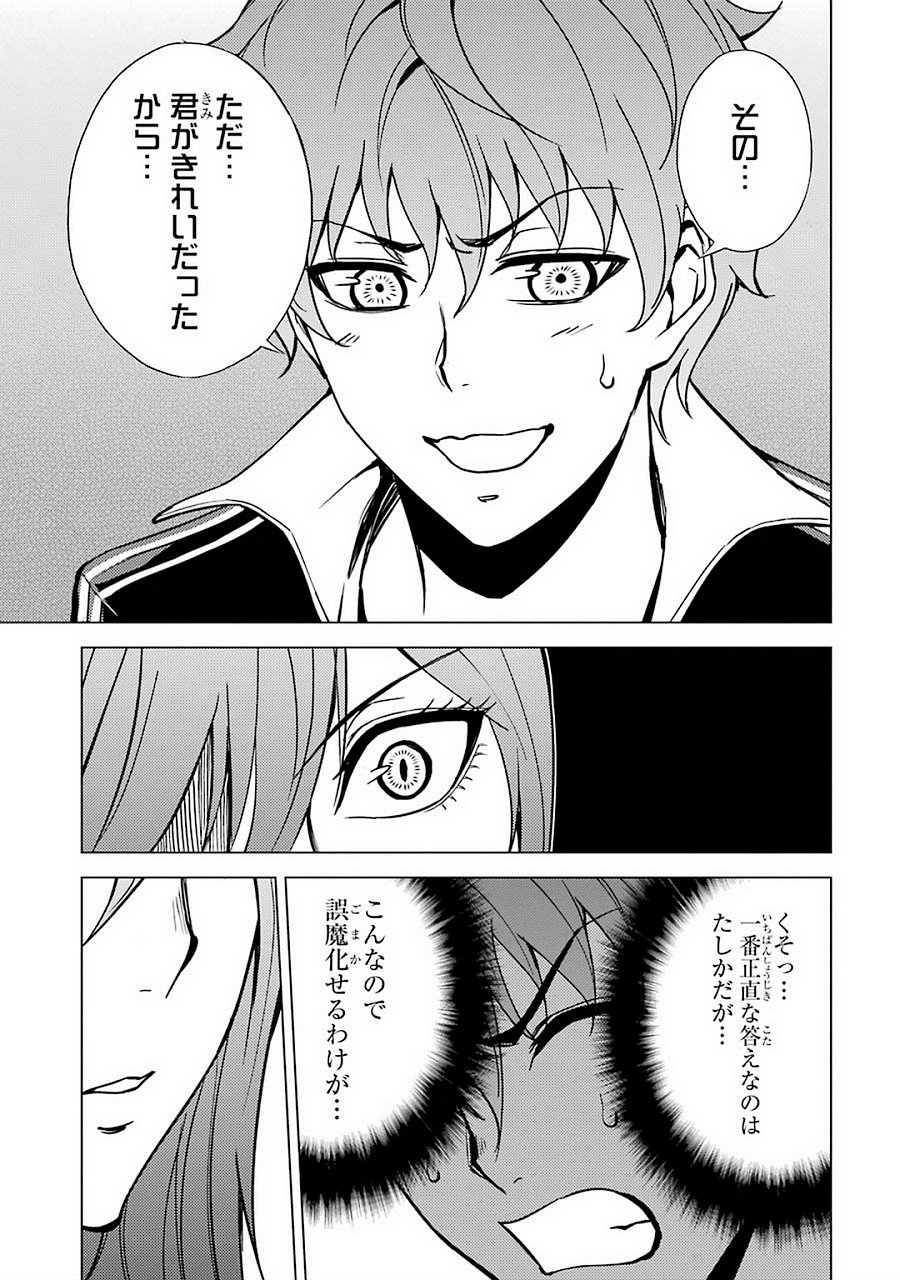 その…
ただ…
君がきれいだった
から…
くそっ…
一番正直な答えなのは
たしかだが…
こんなので
誤魔化せるわけが…